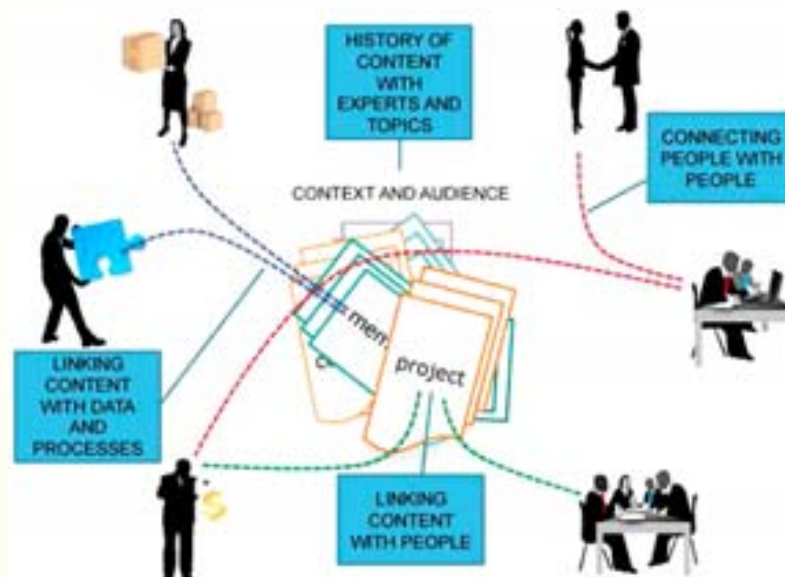 HISTORY OF
CONTENT
WITH
EXPERTS AND
TOPICS
CONNECTING
PEOPLE WITH
PEOPLE
CONTEXT AND AUDIENCE
mem
project
LINKING
CONTENT
WITH DATA
AND
PROCESSES
$
LINKING
CONTENT
WITH PEOPLE